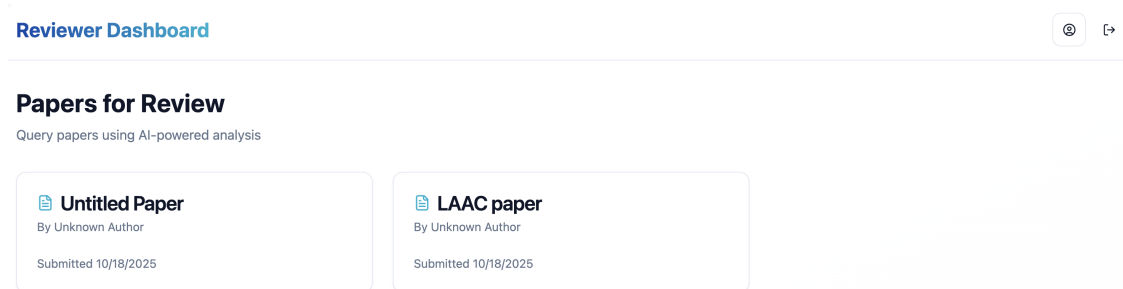 Reviewer Dashboard
Papers for Review
Query papers using AI-powered analysis
Untitled Paper
By Unknown Author
Submitted 10/18/2025
LAAC paper
By Unknown Author
Submitted 10/18/2025